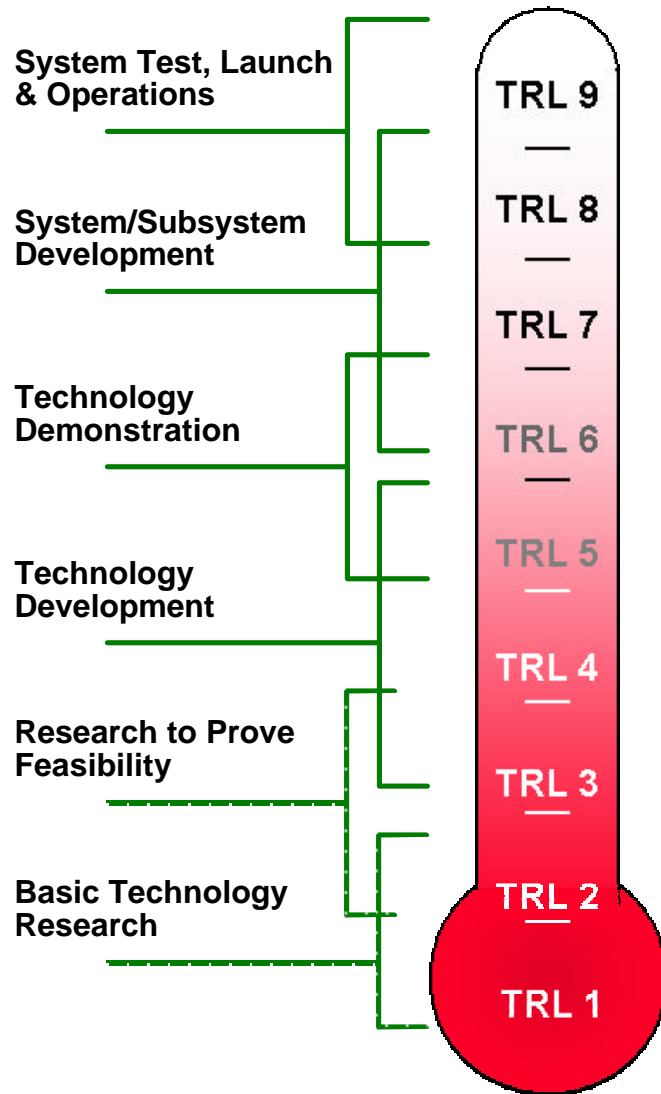 System Test, Launch
& Operations
System/Subsystem
Development
Technology
Demonstration
Technology
Development
Research to Prove
Feasibility
Basic Technology
Research
TRL 9
TRL 8
TRL 7
TRL 6
TRL 5
TRL 4
TRL 3
TRL 2
TRL 1